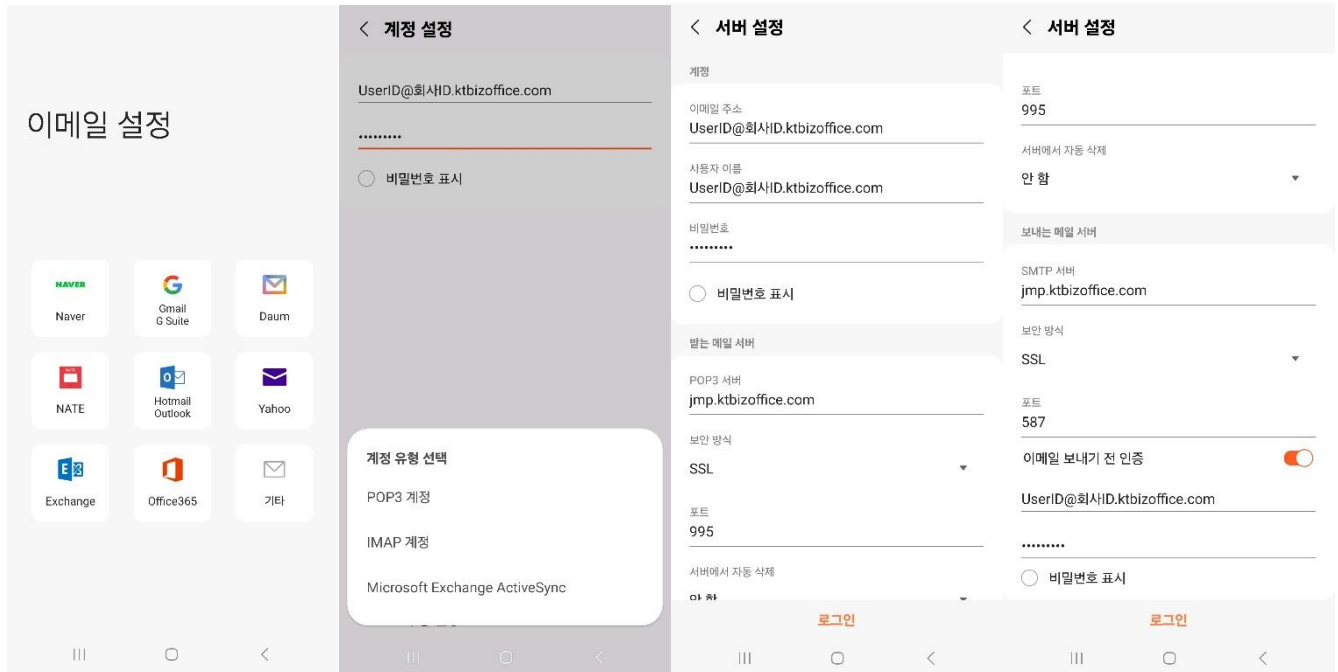 이메일 설정
NAVER
Naver
G
Gmail
G Suite
Daum
NATE
NATE
Hotmail
Outlook
Yahoo
Exchange
Office365
기타
계정 설정
UserID@회사ID.ktbizoffice.com
•••••••••
비밀번호 표시
계정 유형 선택
POP3 계정
IMAP 계정
Microsoft Exchange ActiveSync
서버 설정
계정
이메일 주소
UserID@회사ID.ktbizoffice.com
사용자 이름
UserID@회사ID.ktbizoffice.com
비밀번호
•••••••••
비밀번호 표시
받는 메일 서버
POP3 서버
jmp.ktbizoffice.com
보안 방식
SSL
포트
995
서버에서 자동 삭제
안 함
로그인
서버 설정
포트
995
서버에서 자동 삭제
안 함
보내는 메일 서버
SMTP 서버
jmp.ktbizoffice.com
보안 방식
SSL
포트
587
이메일 보내기 전 인증
UserID@회사ID.ktbizoffice.com
•••••••••
비밀번호 표시
로그인